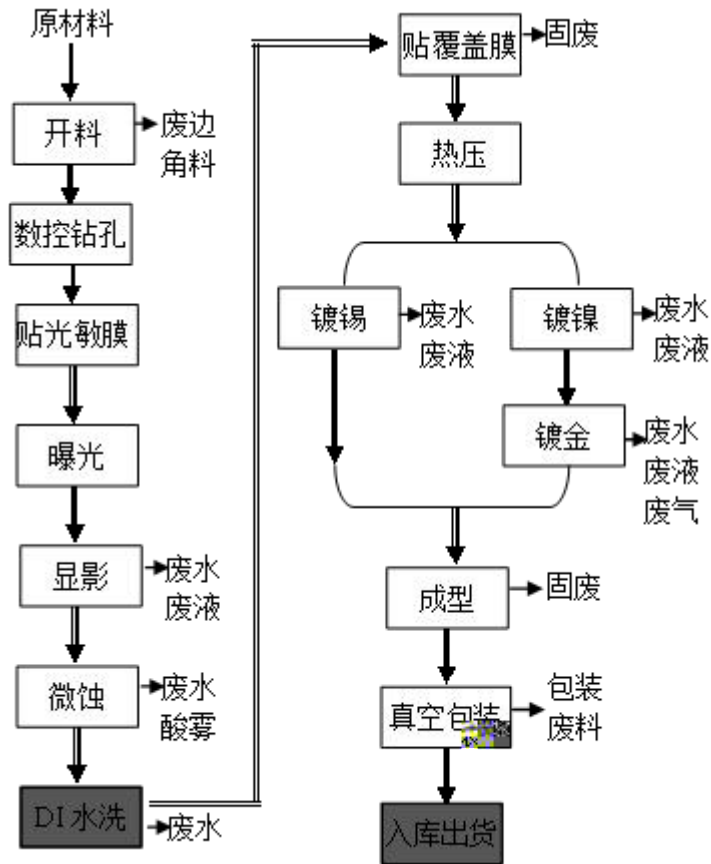 原材料
开料
废边
角料
数控钻孔
贴光敏膜
曝光
显影
废水
废液
微蚀
废水
酸雾
DI水洗
废水
贴覆盖膜
固废
热压
镀锡
废水
废液
镀镍
废水
废液
镀金
废水
废液
废气
成型
固废
真空包装
包装
废料
入库出货